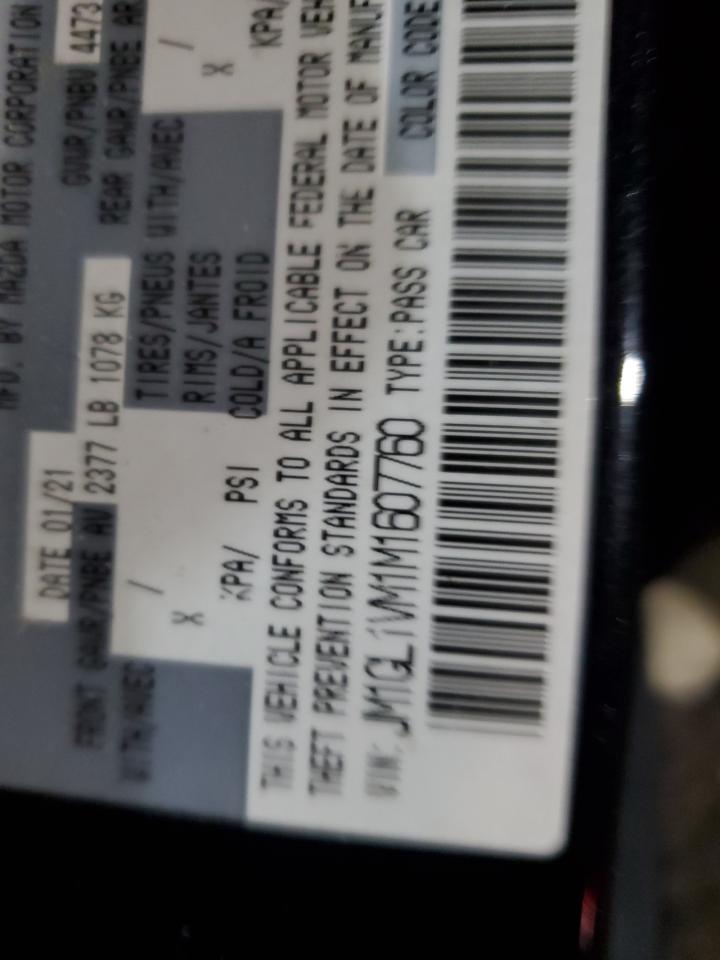 MFD. BY MAZDA MOTOR CORPORATION
DATE 01/21 GVWR/PNBV 4473
FRONT GAWR/PNBE AV 2377 LB 1078 KG REAR GAWR/PNBE AR
WITH/AVEC / TIRES/PNEUS WITH/AVEC /
X RIMS/JANTES X
KPA/ PSI COLD/A FROID KPA/
THIS VEHICLE CONFORMS TO ALL APPLICABLE FEDERAL MOTOR VEH
THEFT PREVENTION STANDARDS IN EFFECT ON THE DATE OF MANUF
VIN: JM1GL1VM1M1607760 TYPE:PASS CAR COLOR CODE